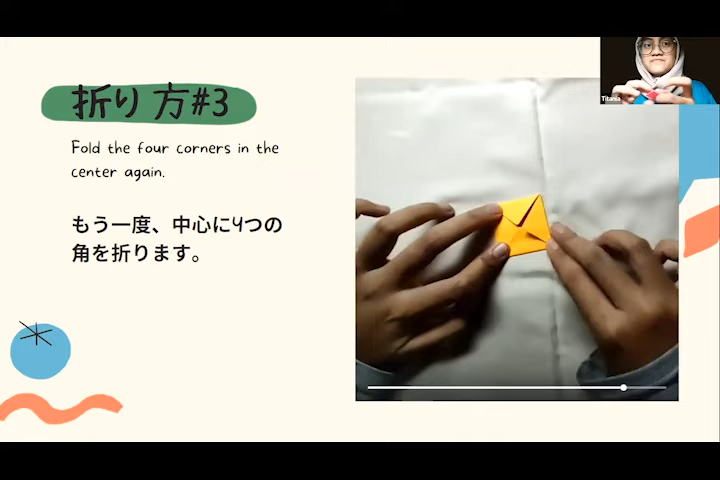 折り方#3
Fold the four corners in the
center again.
もう一度、中心に4つの
角を折ります。
Titania